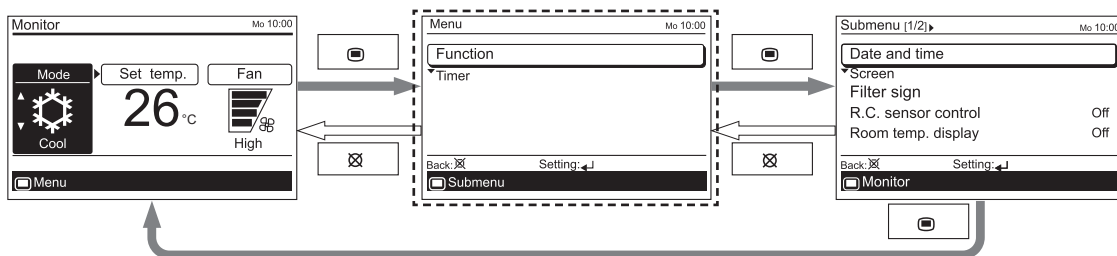 Monitor Mo 10:00
Mode Set temp. Fan
26 °C
Cool High
Menu
Menu Mo 10:00
Function
Timer
Back: Setting:
Submenu
Submenu [1/2] Mo 10:00
Date and time
Screen
Filter sign
R.C. sensor control Off
Room temp. display Off
Back: Setting:
Monitor